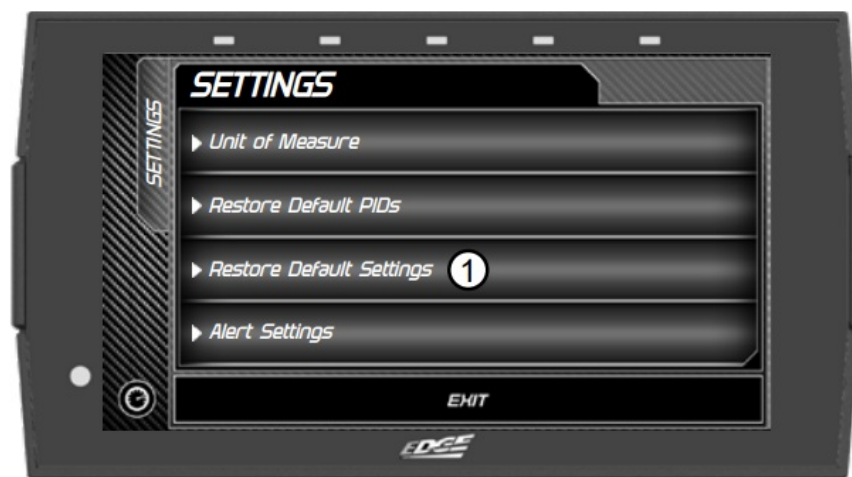 SETTINGS
SETTINGS
Unit of Measure
Restore Default PIDs
Restore Default Settings 1
Alert Settings
EXIT
EDGE